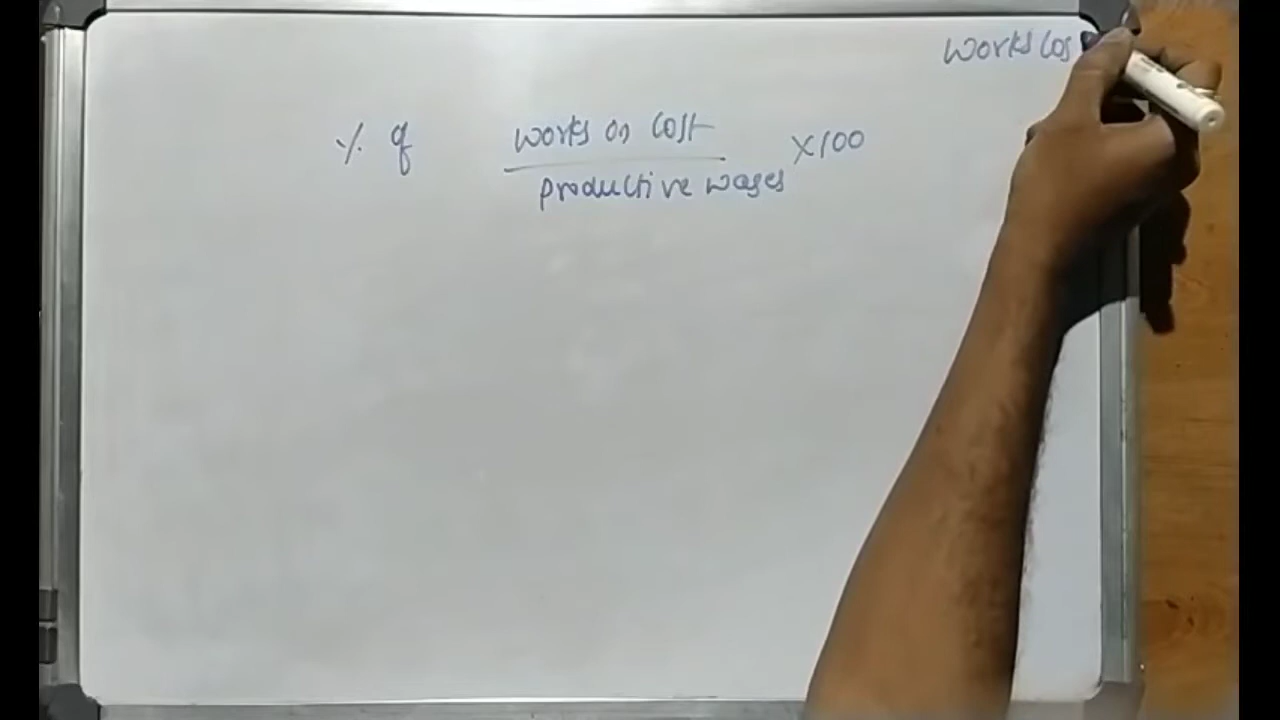 works cos
% of works on cost ×100
productive wages